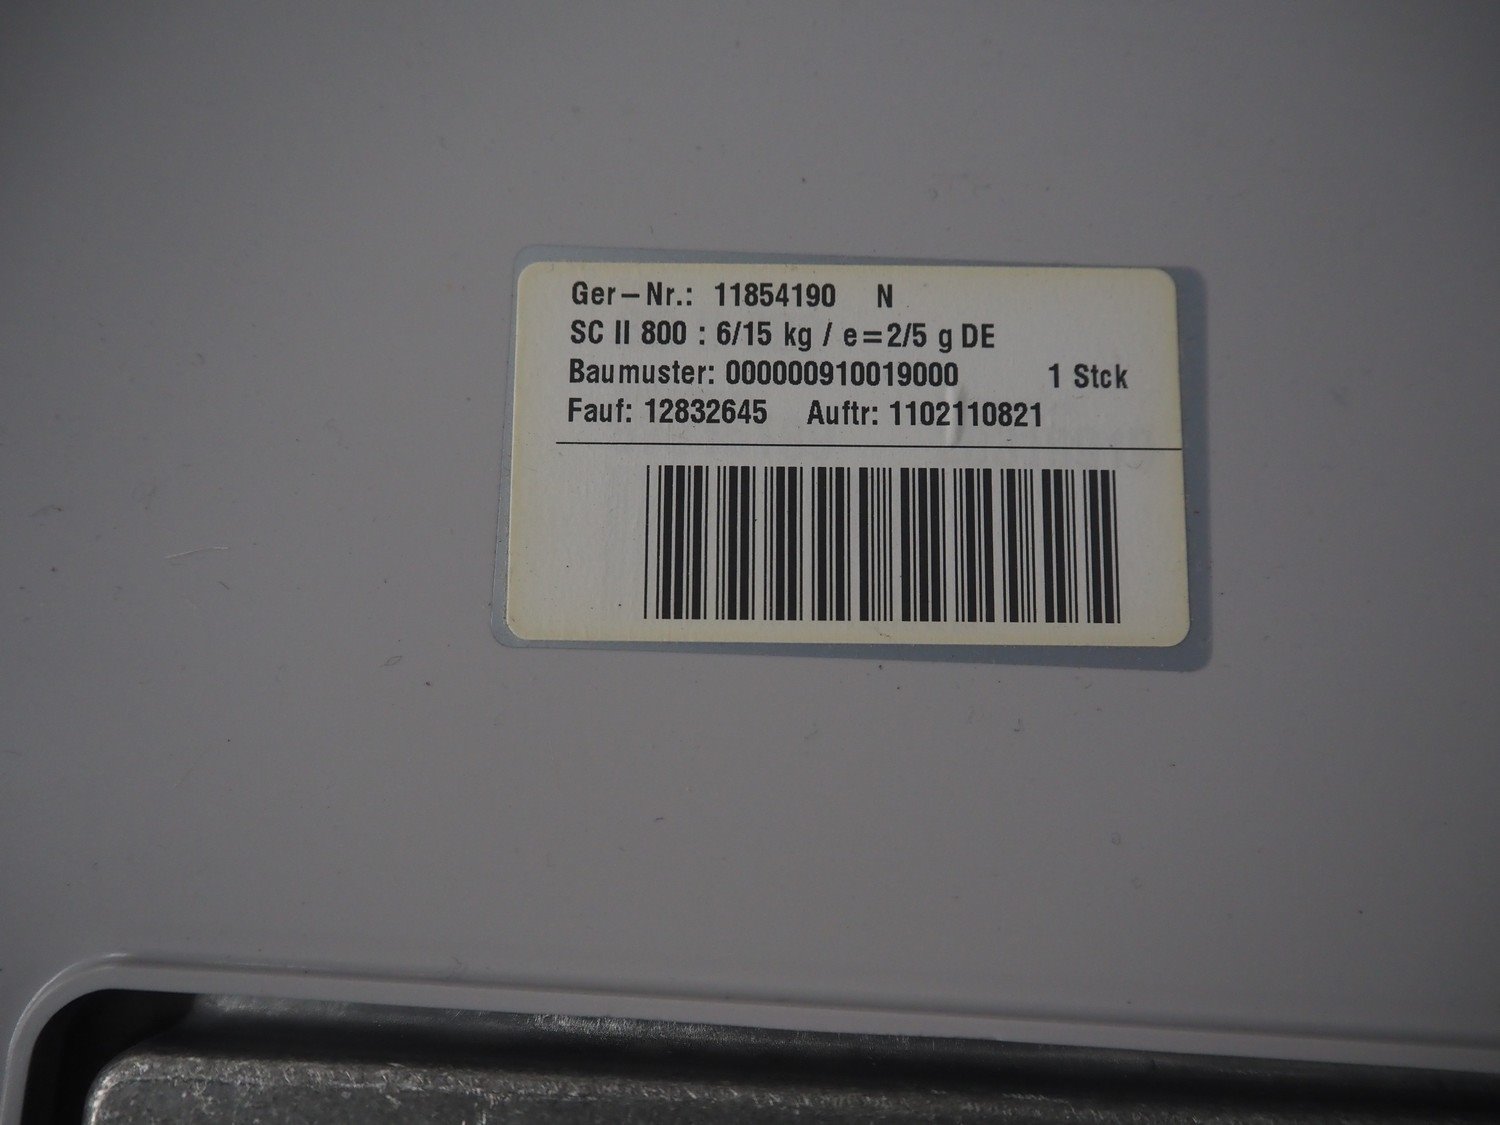 Ger-Nr.: 11854190 N
SC II 800 : 6/15 kg / e=2/5 g DE
Baumuster: 000000910019000 1 Stck
Fauf: 12832645 Auftr: 1102110821